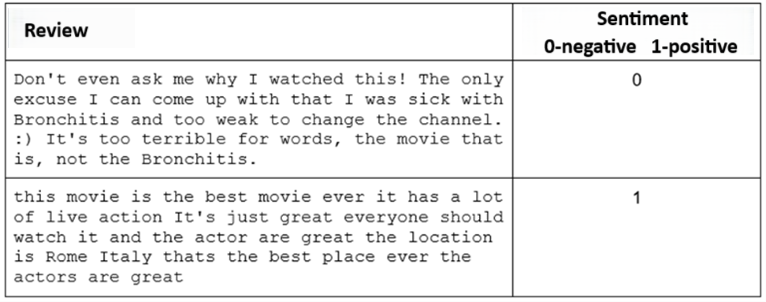 Review
Sentiment
0-negative 1-positive
Don't even ask me why I watched this! The only
excuse I can come up with that I was sick with
Bronchitis and too weak to change the channel.
:) It's too terrible for words, the movie that
is, not the Bronchitis.
0
this movie is the best movie ever it has a lot
of live action It's just great everyone should
watch it and the actor are great the location
is Rome Italy thats the best place ever the
actors are great
1